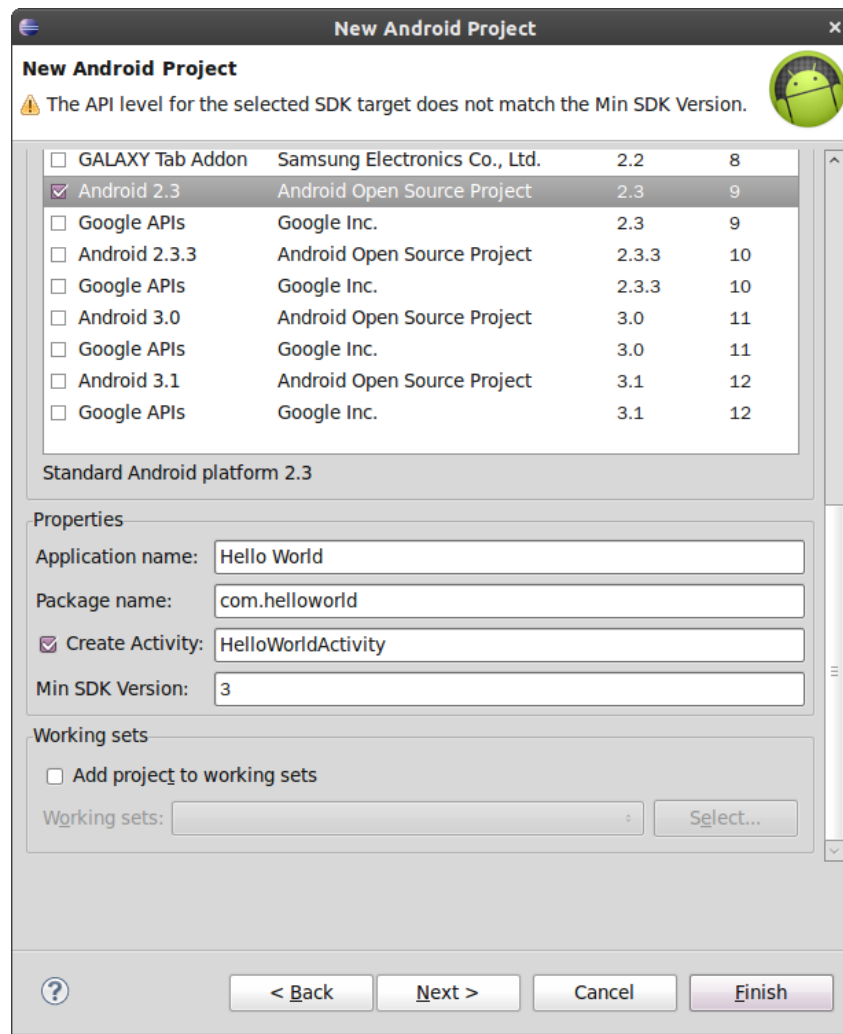 New Android Project
New Android Project
The API level for the selected SDK target does not match the Min SDK Version.
GALAXY Tab Addon Samsung Electronics Co., Ltd. 2.2 8
Android 2.3 Android Open Source Project 2.3 9
Google APIs Google Inc. 2.3 9
Android 2.3.3 Android Open Source Project 2.3.3 10
Google APIs Google Inc. 2.3.3 10
Android 3.0 Android Open Source Project 3.0 11
Google APIs Google Inc. 3.0 11
Android 3.1 Android Open Source Project 3.1 12
Google APIs Google Inc. 3.1 12
Standard Android platform 2.3
Properties
Application name: Hello World
Package name: com.helloworld
Create Activity: HelloWorldActivity
Min SDK Version: 3
Working sets
Add project to working sets
Working sets: Select...
? < Back Next > Cancel Finish